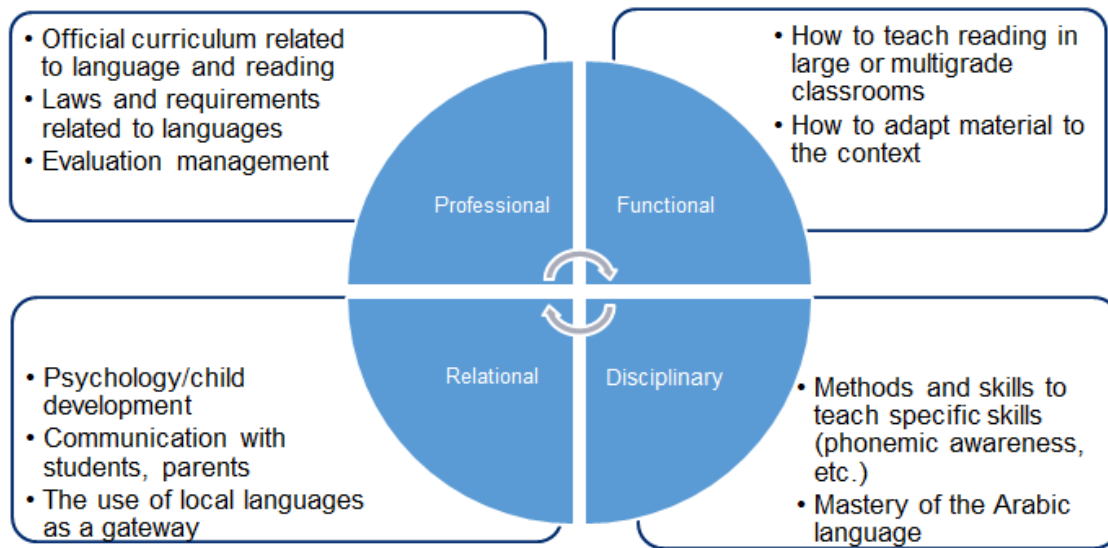 • Official curriculum related
to language and reading
• Laws and requirements
related to languages
• Evaluation management
• How to teach reading in
large or multigrade
classrooms
• How to adapt material to
the context
Professional
Functional
Relational
Disciplinary
• Psychology/child
development
• Communication with
students, parents
• The use of local languages
as a gateway
• Methods and skills to
teach specific skills
(phonemic awareness,
etc.)
• Mastery of the Arabic
language